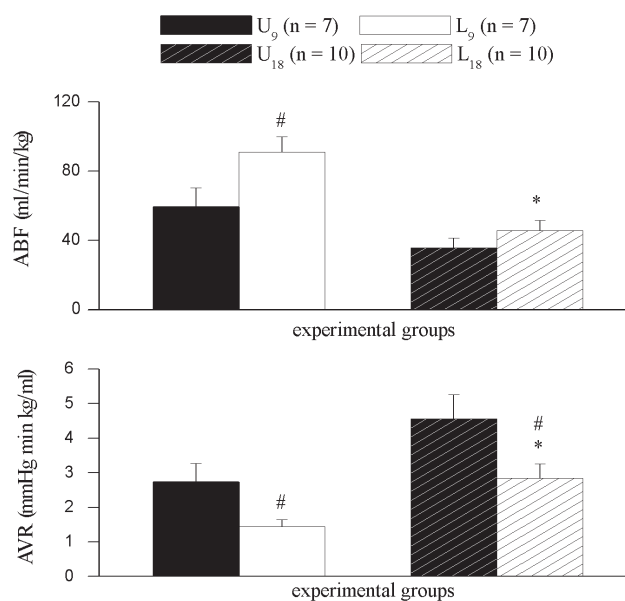 U9 (n = 7) L9 (n = 7)
U18 (n = 10) L18 (n = 10)
120
80
40
0
ABF (ml/min/kg)
#
*
experimental groups
6
5
4
3
2
1
0
AVR (mmHg min kg/ml)
#
#
*
experimental groups